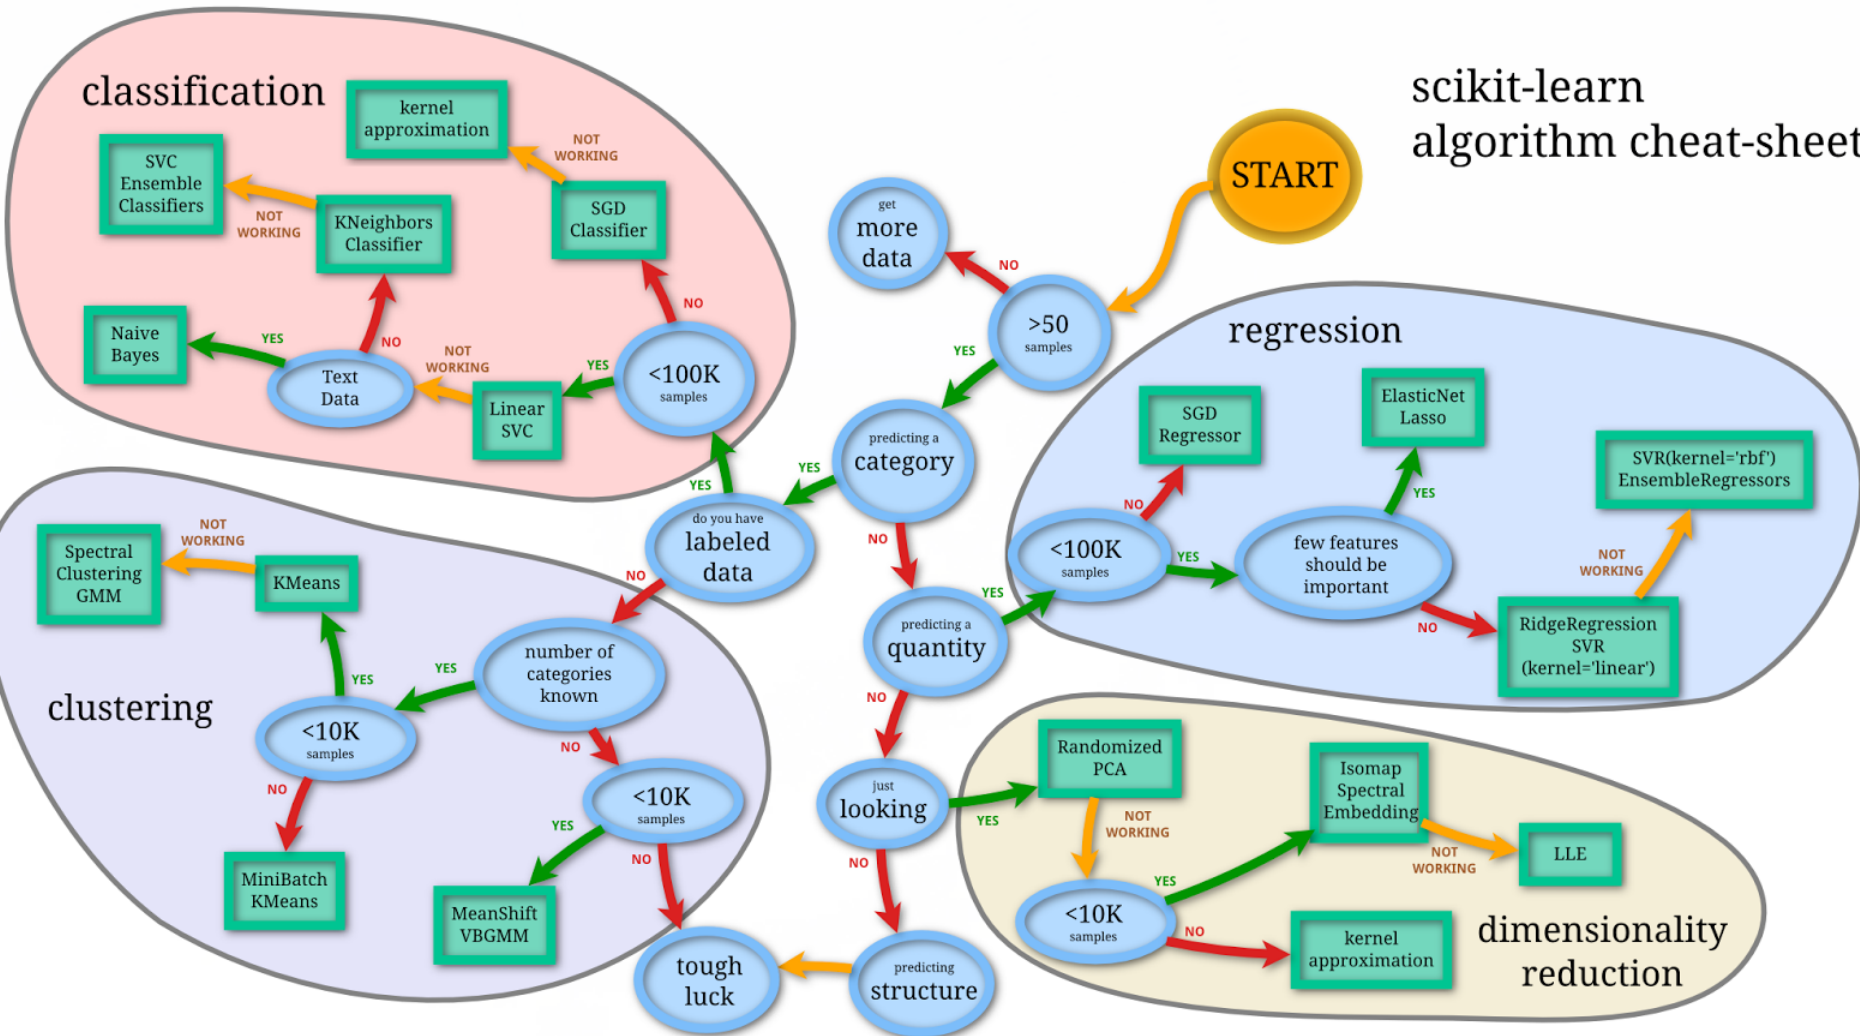 scikit-learn
algorithm cheat-sheet
START
get
more
data
NO
>50
samples
YES
predicting a
category
YES
NO
do you have
labeled
data
YES
NO
predicting a
quantity
YES
NO
just
looking
YES
NO
predicting
structure
tough
luck
classification
kernel
approximation
NOT
WORKING
SVC
Ensemble
Classifiers
NOT
WORKING
KNeighbors
Classifier
SGD
Classifier
NO
Naive
Bayes
YES
NO
Text
Data
NOT
WORKING
Linear
SVC
YES
<100K
samples
regression
SGD
Regressor
ElasticNet
Lasso
SVR(kernel='rbf')
EnsembleRegressors
NO
YES
<100K
samples
YES
few features
should be
important
NOT
WORKING
NO
RidgeRegression
SVR
(kernel='linear')
clustering
Spectral
Clustering
GMM
NOT
WORKING
KMeans
number of
categories
known
YES
YES
<10K
samples
NO
NO
<10K
samples
YES
NO
MiniBatch
KMeans
MeanShift
VBGMM
Randomized
PCA
NOT
WORKING
Isomap
Spectral
Embedding
NOT
WORKING
LLE
YES
<10K
samples
NO
kernel
approximation
dimensionality
reduction